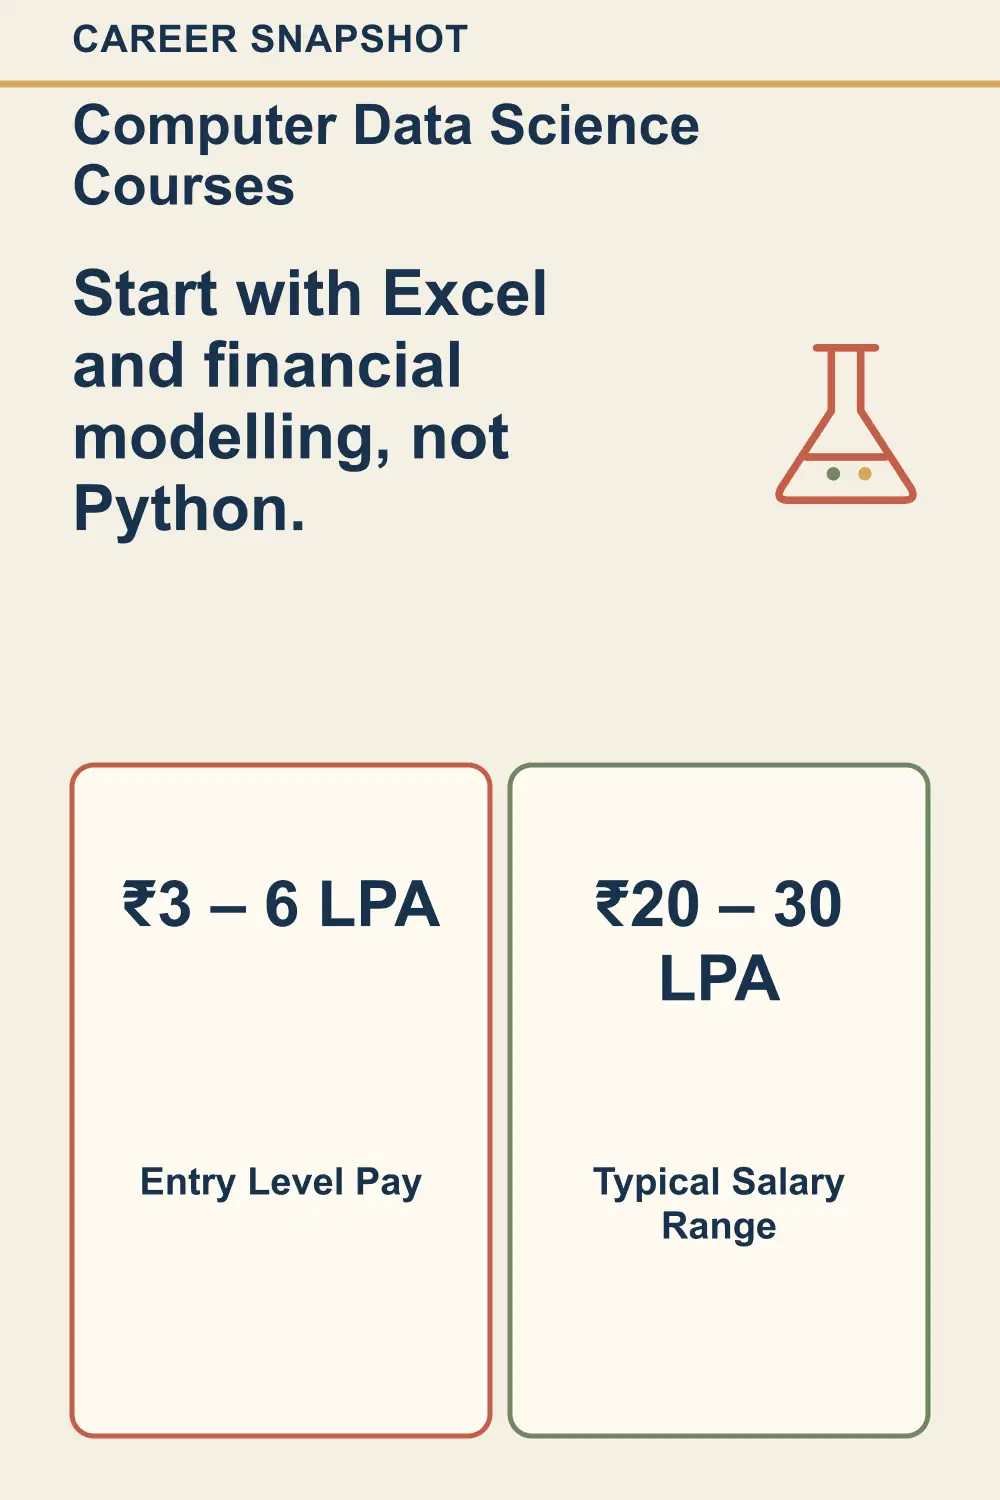 CAREER SNAPSHOT
Computer Data Science
Courses
Start with Excel
and financial
modelling, not
Python.
₹3 – 6 LPA
Entry Level Pay
₹20 – 30
LPA
Typical Salary
Range